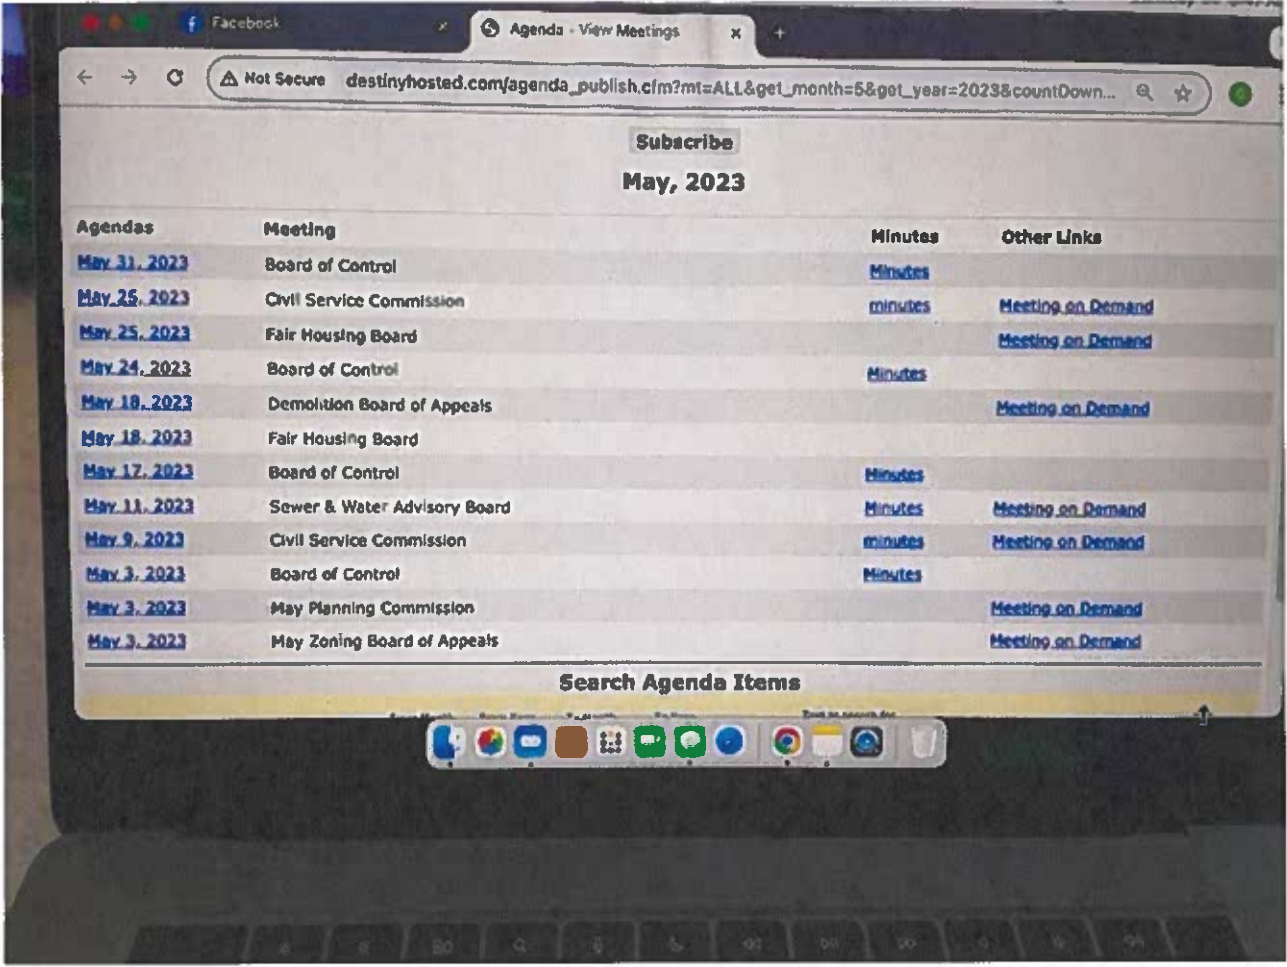 Facebook × Agenda - View Meetings × +
Not Secure destinyhosted.com/agenda_publish.cfm?mt=ALL&get_month=5&get_year=2023&countDown...
Subscribe
May, 2023
Agendas Meeting Minutes Other Links
May 31, 2023 Board of Control Minutes
May 25, 2023 Civil Service Commission minutes Meeting on Demand
May 25, 2023 Fair Housing Board Meeting on Demand
May 24, 2023 Board of Control Minutes
May 18, 2023 Demolition Board of Appeals Meeting on Demand
May 18, 2023 Fair Housing Board
May 17, 2023 Board of Control Minutes
May 11, 2023 Sewer & Water Advisory Board Minutes Meeting on Demand
May 9, 2023 Civil Service Commission minutes Meeting on Demand
May 3, 2023 Board of Control Minutes
May 3, 2023 May Planning Commission Meeting on Demand
May 3, 2023 May Zoning Board of Appeals Meeting on Demand
Search Agenda Items